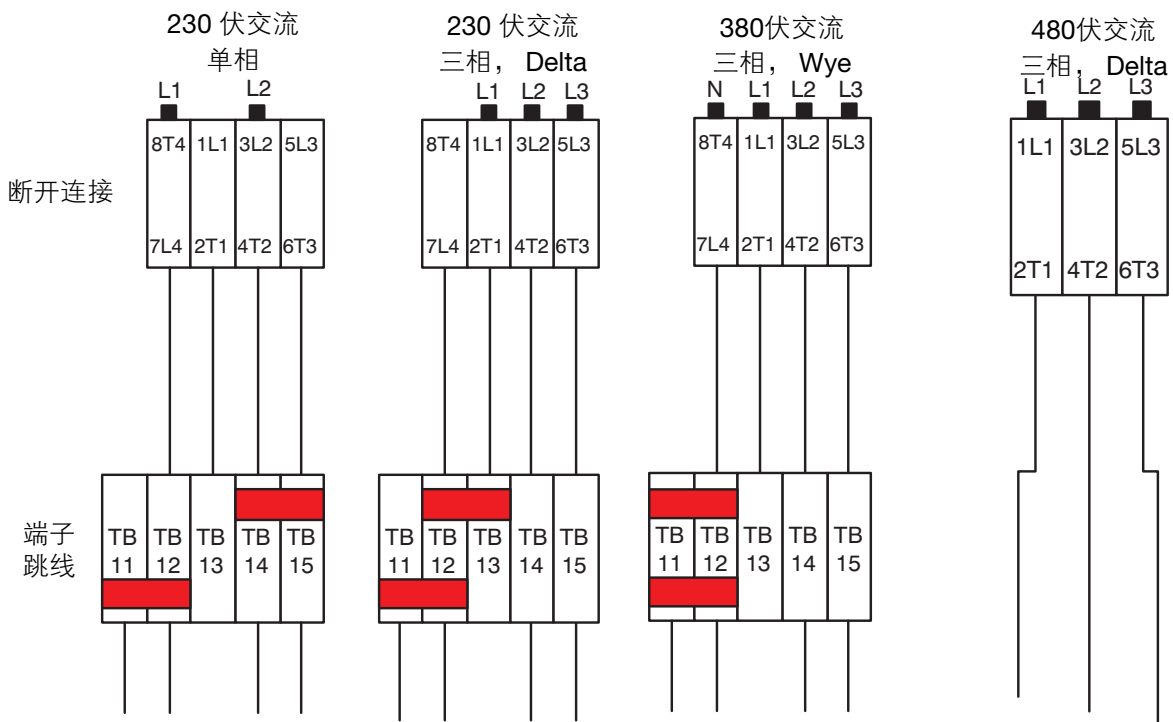 230 伏交流
单相
L1 L2
8T4 1L1 3L2 5L3
7L4 2T1 4T2 6T3
230 伏交流
三相， Delta
L1 L2 L3
8T4 1L1 3L2 5L3
7L4 2T1 4T2 6T3
380伏交流
三相， Wye
N L1 L2 L3
8T4 1L1 3L2 5L3
7L4 2T1 4T2 6T3
480伏交流
三相， Delta
L1 L2 L3
1L1 3L2 5L3
2T1 4T2 6T3
断开连接
端子
跳线
TB TB TB TB TB
11 12 13 14 15
TB TB TB TB TB
11 12 13 14 15
TB TB TB TB TB
11 12 13 14 15